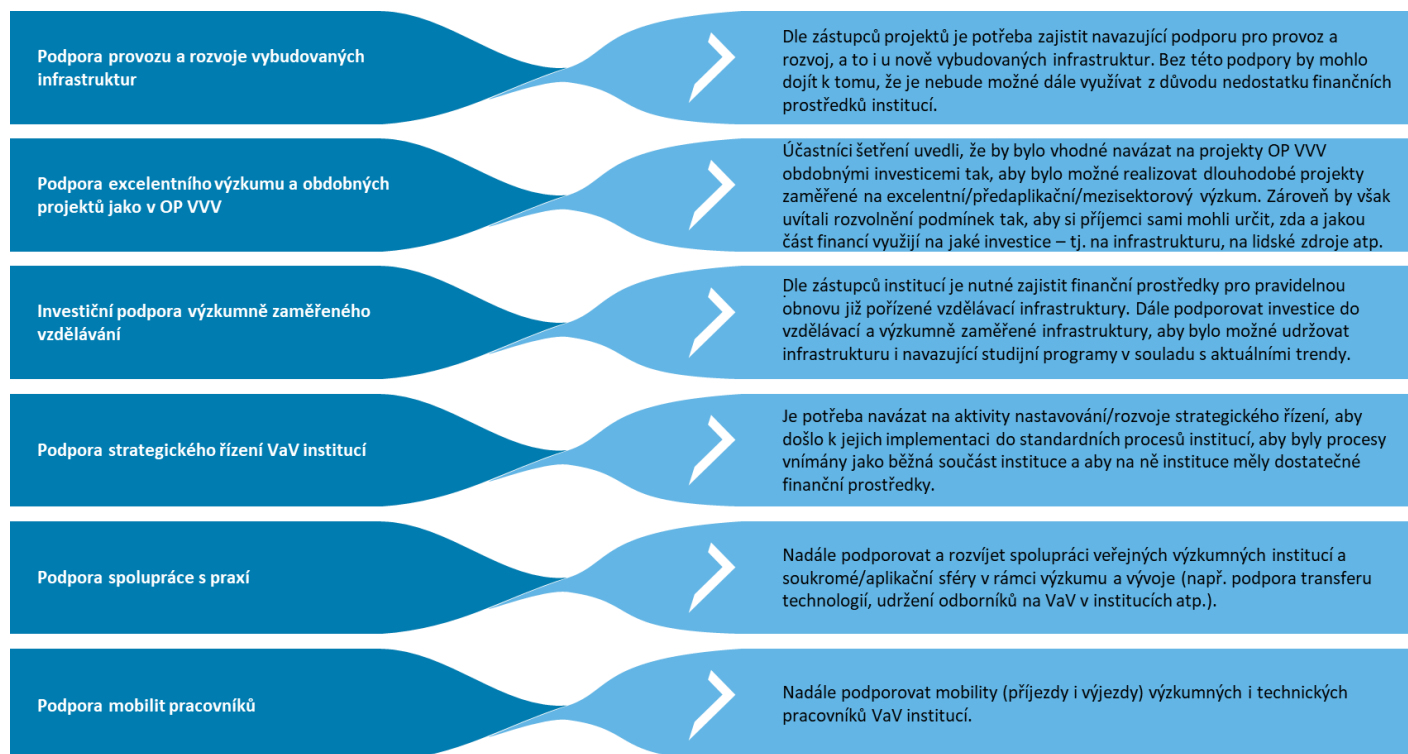 Podpora provozu a rozvoje vybudovaných
infrastruktur
Dle zástupců projektů je potřeba zajistit navazující podporu pro provoz a
rozvoj, a to i u nově vybudovaných infrastruktur. Bez této podpory by mohlo
dojít k tomu, že je nebude možné dále využívat z důvodu nedostatku finančních
prostředků institucí.
Podpora excelentního výzkumu a obdobných
projektů jako v OP VVV
Účastníci šetření uvedli, že by bylo vhodné navázat na projekty OP VVV
obdobnými investicemi tak, aby bylo možné realizovat dlouhodobé projekty
zaměřené na excelentní/předaplikační/mezisektorový výzkum. Zároveň by však
uvítali rozvolnění podmínek tak, aby si příjemci sami mohli určit, zda a jakou
část financí využijí na jaké investice – tj. na infrastrukturu, na lidské zdroje atp.
Investiční podpora výzkumně zaměřeného
vzdělávání
Dle zástupců institucí je nutné zajistit finanční prostředky pro pravidelnou
obnovu již pořízené vzdělávací infrastruktury. Dále podporovat investice do
vzdělávací a výzkumně zaměřené infrastruktury, aby bylo možné udržovat
infrastrukturu i navazující studijní programy v souladu s aktuálními trendy.
Podpora strategického řízení VaV institucí
Je potřeba navázat na aktivity nastavování/rozvoje strategického řízení, aby
došlo k jejich implementaci do standardních procesů institucí, aby byly procesy
vnímány jako běžná součást instituce a aby na ně instituce měly dostatečné
finanční prostředky.
Podpora spolupráce s praxí
Nadále podporovat a rozvíjet spolupráci veřejných výzkumných institucí a
soukromé/aplikační sféry v rámci výzkumu a vývoje (např. podpora transferu
technologií, udržení odborníků na VaV v institucích atp.).
Podpora mobilit pracovníků
Nadále podporovat mobility (příjezdy i výjezdy) výzkumných i technických
pracovníků VaV institucí.